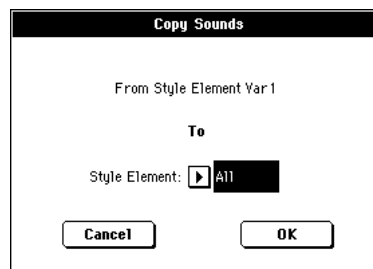 Copy Sounds
From Style Element Var1
To
Style Element: All
Cancel OK